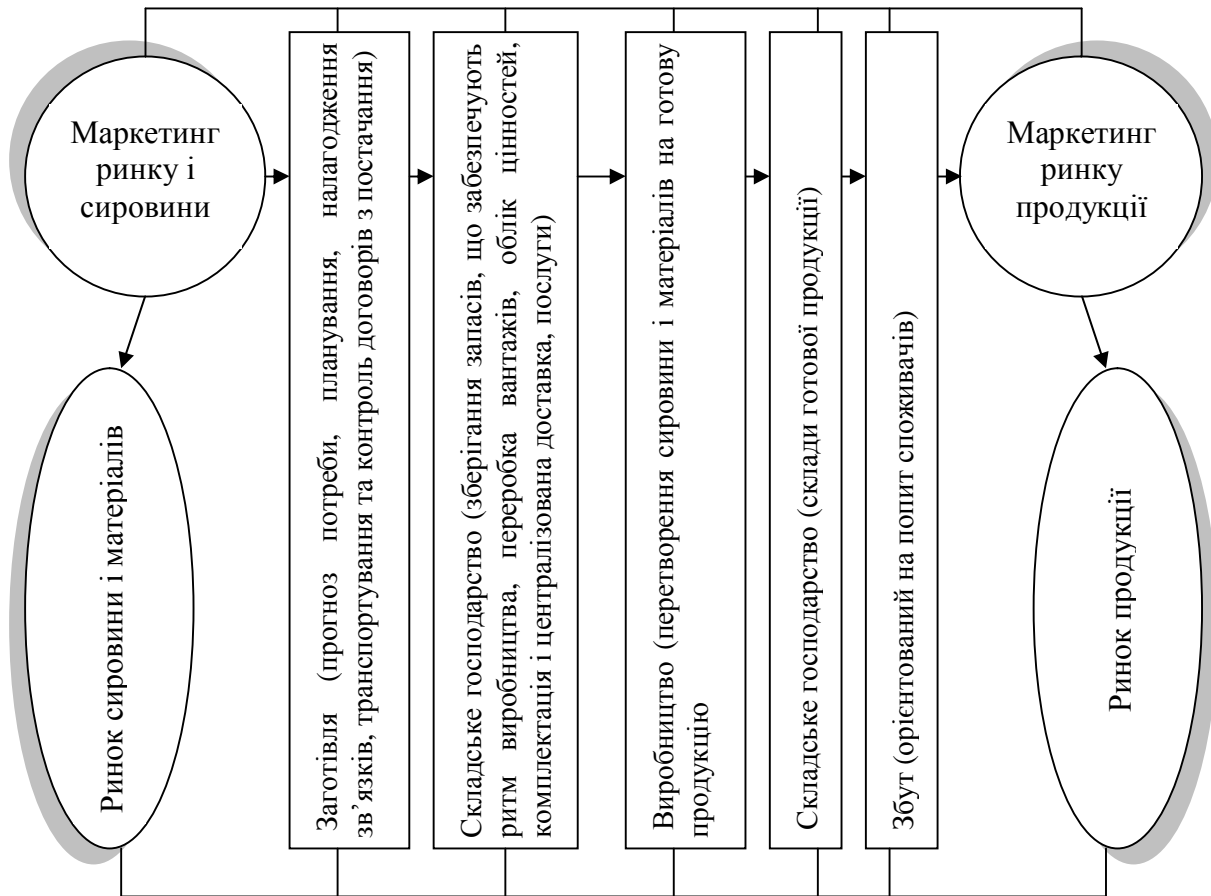 Маркетинг
ринку і
сировини
Ринок сировини і матеріалів
Заготівля (прогноз потреби, планування, налагодження
зв’язків, транспортування та контроль договорів з постачання)
Складське господарство (зберігання запасів, що забезпечують
ритм виробництва, переробка вантажів, облік цінностей,
комплектація і централізована доставка, послуги)
Виробництво (перетворення сировини і матеріалів на готову
продукцію
Складське господарство (склади готової продукції)
Збут (орієнтований на попит споживачів)
Маркетинг
ринку
продукції
Ринок продукції